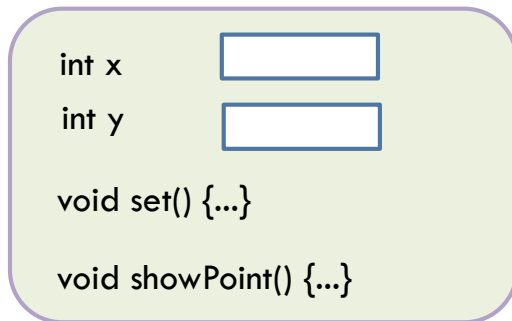 int x
int y
void set() {...}
void showPoint() {...}